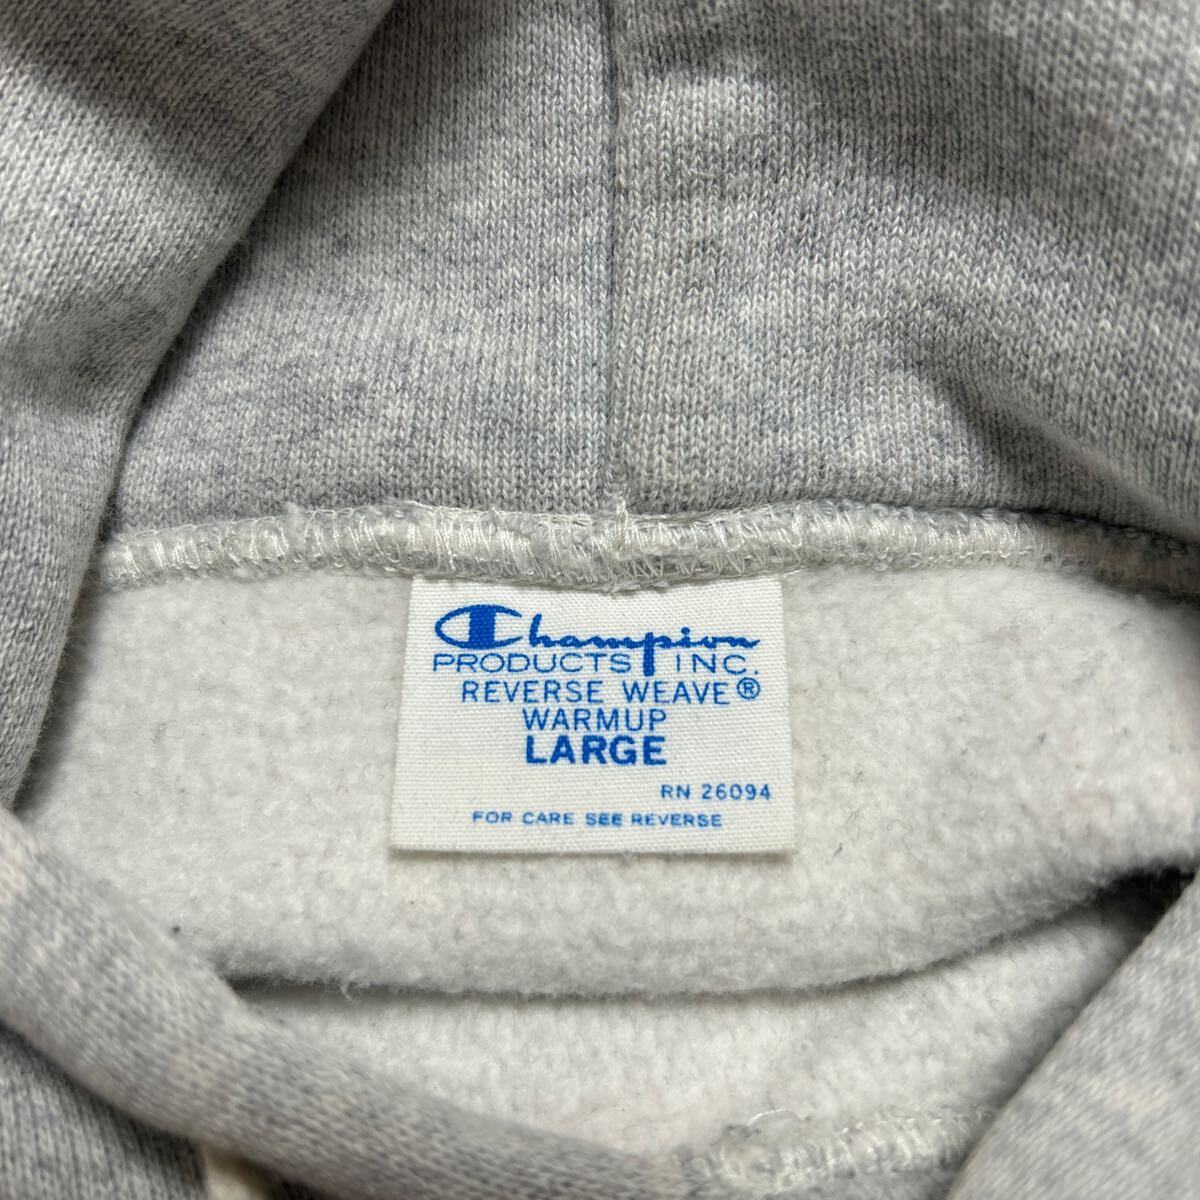 Champion
PRODUCTS INC.
REVERSE WEAVE®
WARMUP
LARGE
RN 26094
FOR CARE SEE REVERSE